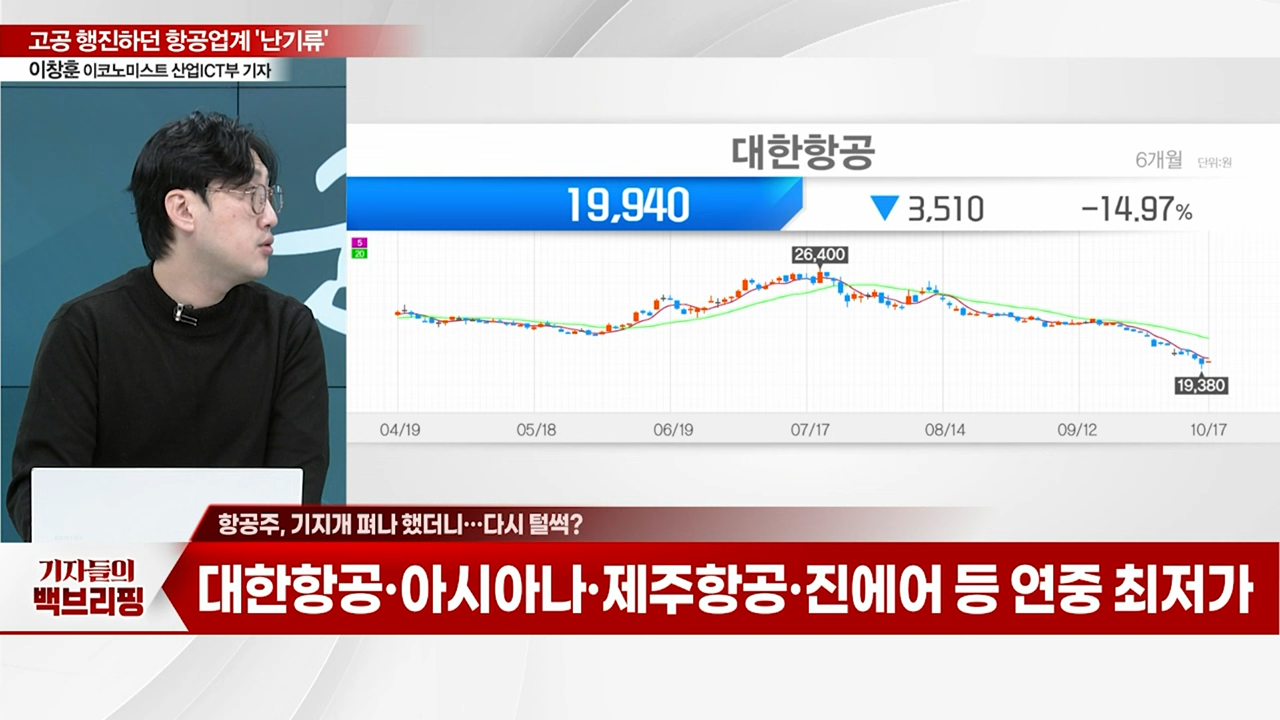 고공 행진하던 항공업계 '난기류'
이창훈 이코노미스트 산업ICT부 기자
대한항공
6개월 단위:원
19,940 ▼ 3,510 -14.97%
5
20
26,400
19,380
04/19 05/18 06/19 07/17 08/14 09/12 10/17
항공주, 기지개 펴나 했더니…다시 털썩?
기자들의
백브리핑
대한항공·아시아나·제주항공·진에어 등 연중 최저가